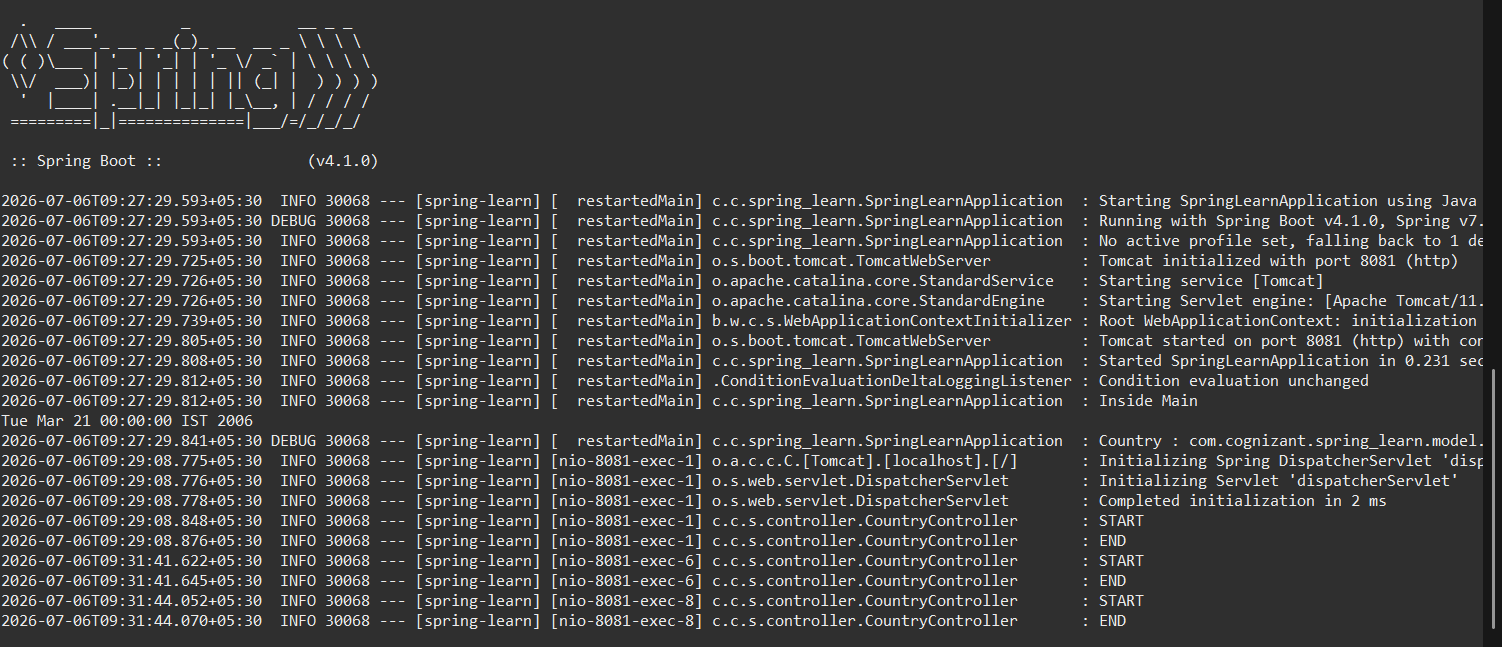 .   ____          _            __ _ _
 /\\ / ___'_ __ _ _(_)_ __  __ _ \ \ \ \
( ( )\___ | '_ | '_| | '_ \/ _` | \ \ \ \
 \\/  ___)| |_)| | | | | || (_| |  ) ) ) )
  '  |____| .__|_| |_|_| |_\__, | / / / /
 =========|_|==============|___/=/_/_/_/

 :: Spring Boot ::                (v4.1.0)

2026-07-06T09:27:29.593+05:30  INFO 30068 --- [spring-learn] [  restartedMain] c.c.spring_learn.SpringLearnApplication  : Starting SpringLearnApplication using Java
2026-07-06T09:27:29.593+05:30 DEBUG 30068 --- [spring-learn] [  restartedMain] c.c.spring_learn.SpringLearnApplication  : Running with Spring Boot v4.1.0, Spring v7.
2026-07-06T09:27:29.593+05:30  INFO 30068 --- [spring-learn] [  restartedMain] c.c.spring_learn.SpringLearnApplication  : No active profile set, falling back to 1 de
2026-07-06T09:27:29.725+05:30  INFO 30068 --- [spring-learn] [  restartedMain] o.s.boot.tomcat.TomcatWebServer          : Tomcat initialized with port 8081 (http)
2026-07-06T09:27:29.726+05:30  INFO 30068 --- [spring-learn] [  restartedMain] o.apache.catalina.core.StandardService   : Starting service [Tomcat]
2026-07-06T09:27:29.726+05:30  INFO 30068 --- [spring-learn] [  restartedMain] o.apache.catalina.core.StandardEngine    : Starting Servlet engine: [Apache Tomcat/11.
2026-07-06T09:27:29.739+05:30  INFO 30068 --- [spring-learn] [  restartedMain] b.w.c.s.WebApplicationContextInitializer : Root WebApplicationContext: initialization
2026-07-06T09:27:29.805+05:30  INFO 30068 --- [spring-learn] [  restartedMain] o.s.boot.tomcat.TomcatWebServer          : Tomcat started on port 8081 (http) with con
2026-07-06T09:27:29.808+05:30  INFO 30068 --- [spring-learn] [  restartedMain] c.c.spring_learn.SpringLearnApplication  : Started SpringLearnApplication in 0.231 sec
2026-07-06T09:27:29.812+05:30  INFO 30068 --- [spring-learn] [  restartedMain] .ConditionEvaluationDeltaLoggingListener : Condition evaluation unchanged
2026-07-06T09:27:29.812+05:30  INFO 30068 --- [spring-learn] [  restartedMain] c.c.spring_learn.SpringLearnApplication  : Inside Main
Tue Mar 21 00:00:00 IST 2006
2026-07-06T09:27:29.841+05:30 DEBUG 30068 --- [spring-learn] [  restartedMain] c.c.spring_learn.SpringLearnApplication  : Country : com.cognizant.spring_learn.model.
2026-07-06T09:29:08.775+05:30  INFO 30068 --- [spring-learn] [nio-8081-exec-1] o.a.c.c.C.[Tomcat].[localhost].[/]       : Initializing Spring DispatcherServlet 'disp
2026-07-06T09:29:08.776+05:30  INFO 30068 --- [spring-learn] [nio-8081-exec-1] o.s.web.servlet.DispatcherServlet        : Initializing Servlet 'dispatcherServlet'
2026-07-06T09:29:08.778+05:30  INFO 30068 --- [spring-learn] [nio-8081-exec-1] o.s.web.servlet.DispatcherServlet        : Completed initialization in 2 ms
2026-07-06T09:29:08.848+05:30  INFO 30068 --- [spring-learn] [nio-8081-exec-1] c.c.s.controller.CountryController       : START
2026-07-06T09:29:08.876+05:30  INFO 30068 --- [spring-learn] [nio-8081-exec-1] c.c.s.controller.CountryController       : END
2026-07-06T09:31:41.622+05:30  INFO 30068 --- [spring-learn] [nio-8081-exec-6] c.c.s.controller.CountryController       : START
2026-07-06T09:31:41.645+05:30  INFO 30068 --- [spring-learn] [nio-8081-exec-6] c.c.s.controller.CountryController       : END
2026-07-06T09:31:44.052+05:30  INFO 30068 --- [spring-learn] [nio-8081-exec-8] c.c.s.controller.CountryController       : START
2026-07-06T09:31:44.070+05:30  INFO 30068 --- [spring-learn] [nio-8081-exec-8] c.c.s.controller.CountryController       : END